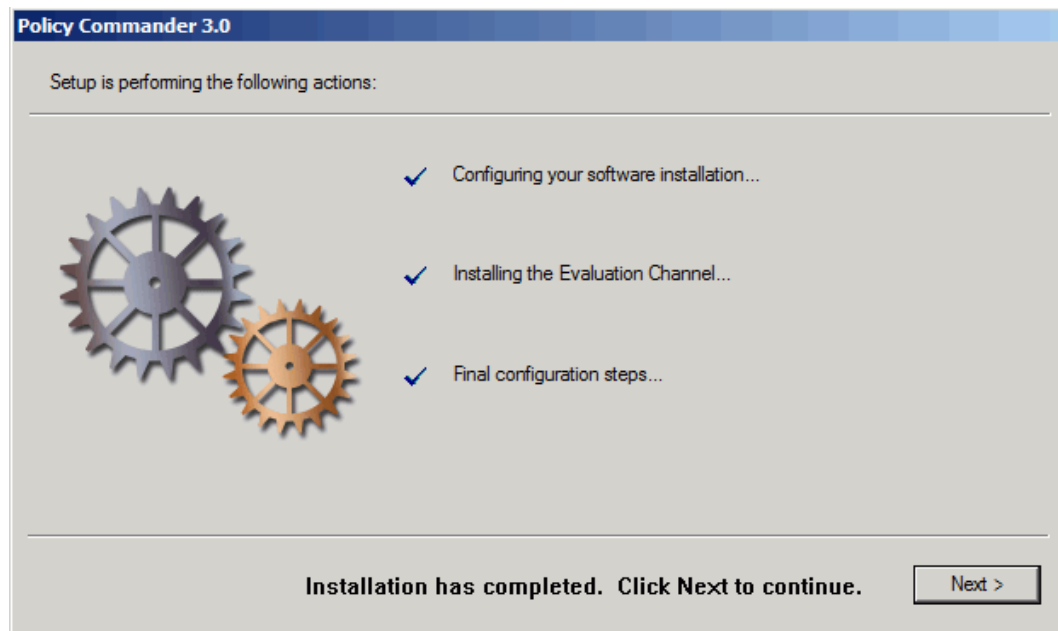 Policy Commander 3.0
Setup is performing the following actions:
Configuring your software installation...
Installing the Evaluation Channel...
Final configuration steps...
Installation has completed. Click Next to continue.
Next >